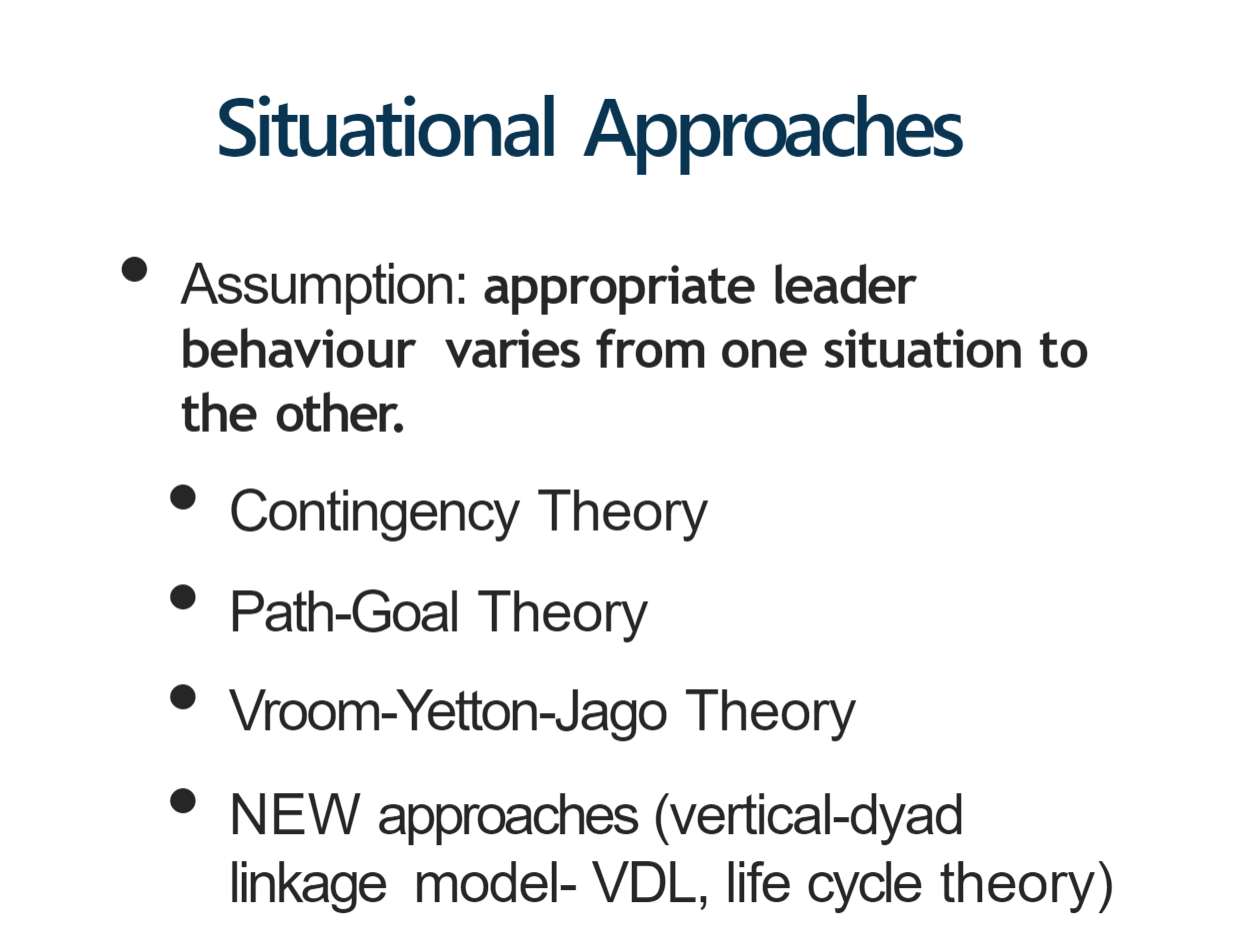 Situational Approaches
• Assumption: appropriate leader
behaviour varies from one situation to
the other.
• Contingency Theory
• Path-Goal Theory
• Vroom-Yetton-Jago Theory
• NEW approaches (vertical-dyad
linkage model- VDL, life cycle theory)